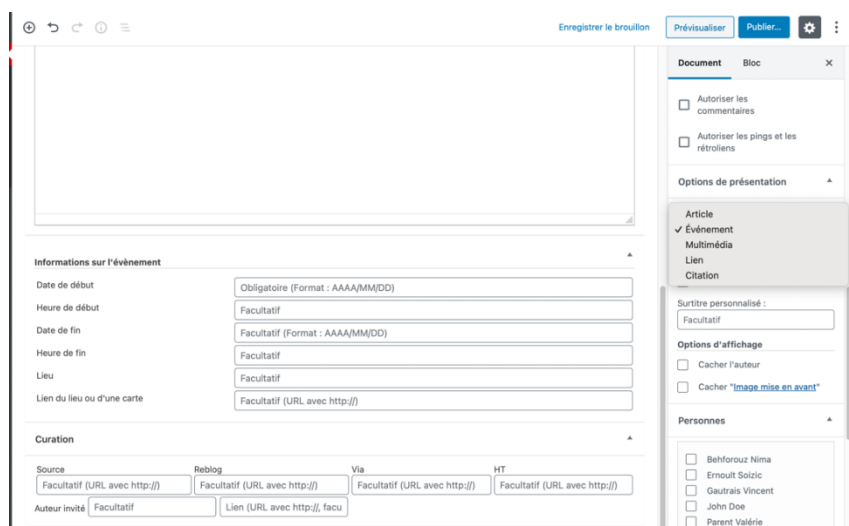 Enregistrer le brouillon
Prévisualiser
Publier...
Document
Bloc
Autoriser les
commentaires
Autoriser les pings et les
rétroliens
Options de présentation
Article
✓ Événement
Multimédia
Lien
Citation
Surtitre personnalisé :
Facultatif
Options d'affichage
Cacher l'auteur
Cacher "Image mise en avant"
Personnes
Behforouz Nima
Ernoult Soizic
Gautrais Vincent
John Doe
Parent Valérie
Informations sur l'évènement
Date de début Obligatoire (Format : AAAA/MM/DD)
Heure de début Facultatif
Date de fin Facultatif (Format : AAAA/MM/DD)
Heure de fin Facultatif
Lieu Facultatif
Lien du lieu ou d'une carte Facultatif (URL avec http://)
Curation
Source Reblog Via HT
Facultatif (URL avec http://) Facultatif (URL avec http://) Facultatif (URL avec http://) Facultatif (URL avec http://)
Auteur invité Facultatif Lien (URL avec http://, facu